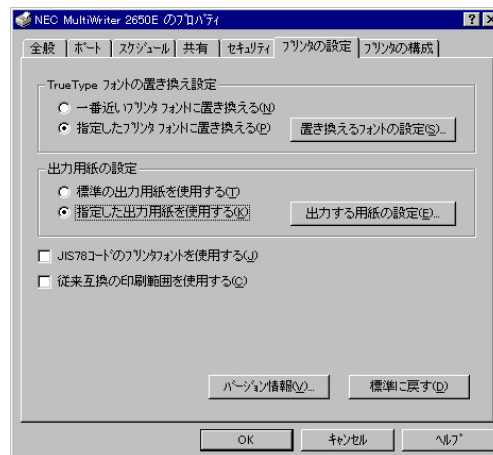 NEC MultiWriter 2650E のプロパティ
全般 ポート スケジュール 共有 セキュリティ プリンタの設定 プリンタの構成
TrueType フォントの置き換え設定
一番近いプリンタ フォントに置き換える(N)
指定したプリンタ フォントに置き換える(P) 置き換えるフォントの設定(S)...
出力用紙の設定
標準の出力用紙を使用する(T)
指定した出力用紙を使用する(K) 出力する用紙の設定(E)...
JIS78コードのプリンタフォントを使用する(J)
従来互換の印刷範囲を使用する(C)
バージョン情報(V)... 標準に戻す(D)
OK キャンセル ヘルプ